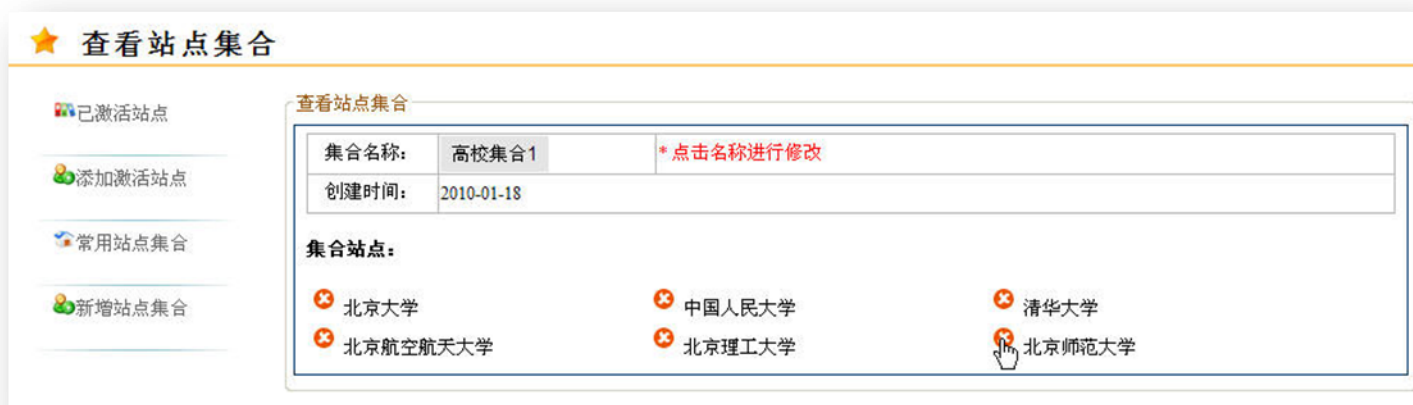 查看站点集合
已激活站点
添加激活站点
常用站点集合
新增站点集合
查看站点集合
集合名称： 高校集合1 * 点击名称进行修改
创建时间： 2010-01-18
集合站点：
北京大学 中国人民大学 清华大学
北京航空航天大学 北京理工大学 北京师范大学